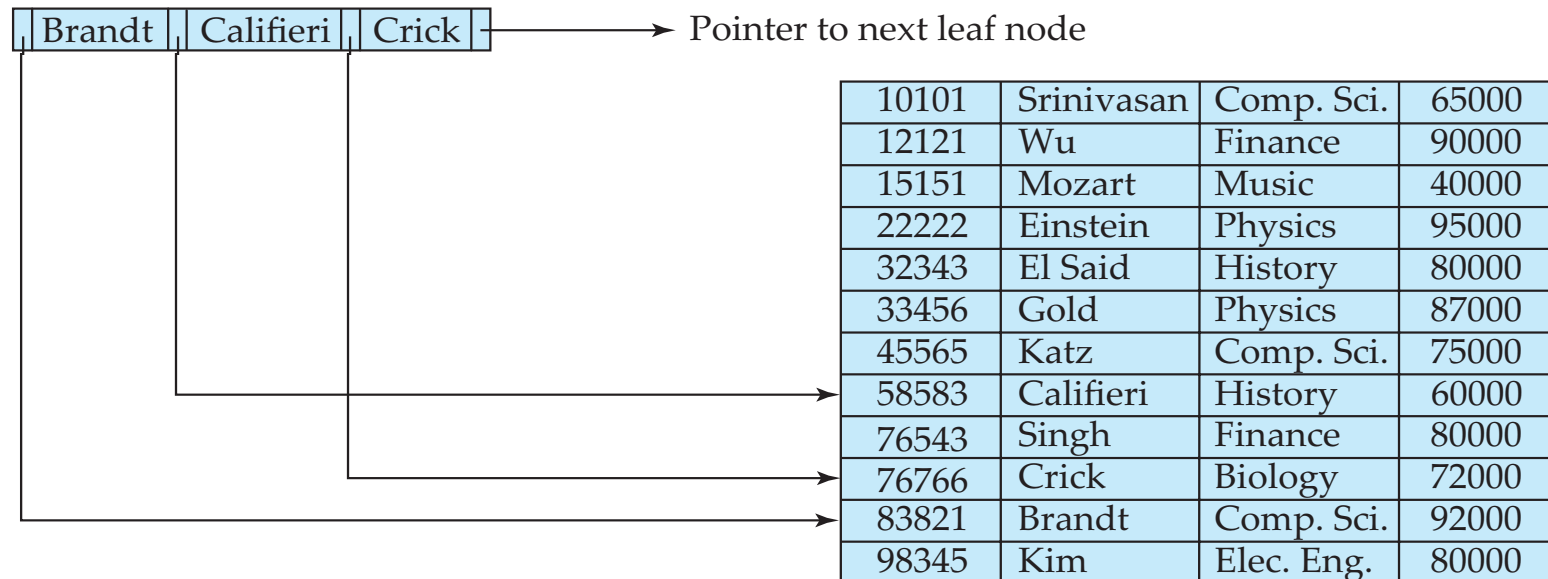 Brandt Califieri Crick Pointer to next leaf node
10101 Srinivasan Comp. Sci. 65000
12121 Wu Finance 90000
15151 Mozart Music 40000
22222 Einstein Physics 95000
32343 El Said History 80000
33456 Gold Physics 87000
45565 Katz Comp. Sci. 75000
58583 Califieri History 60000
76543 Singh Finance 80000
76766 Crick Biology 72000
83821 Brandt Comp. Sci. 92000
98345 Kim Elec. Eng. 80000